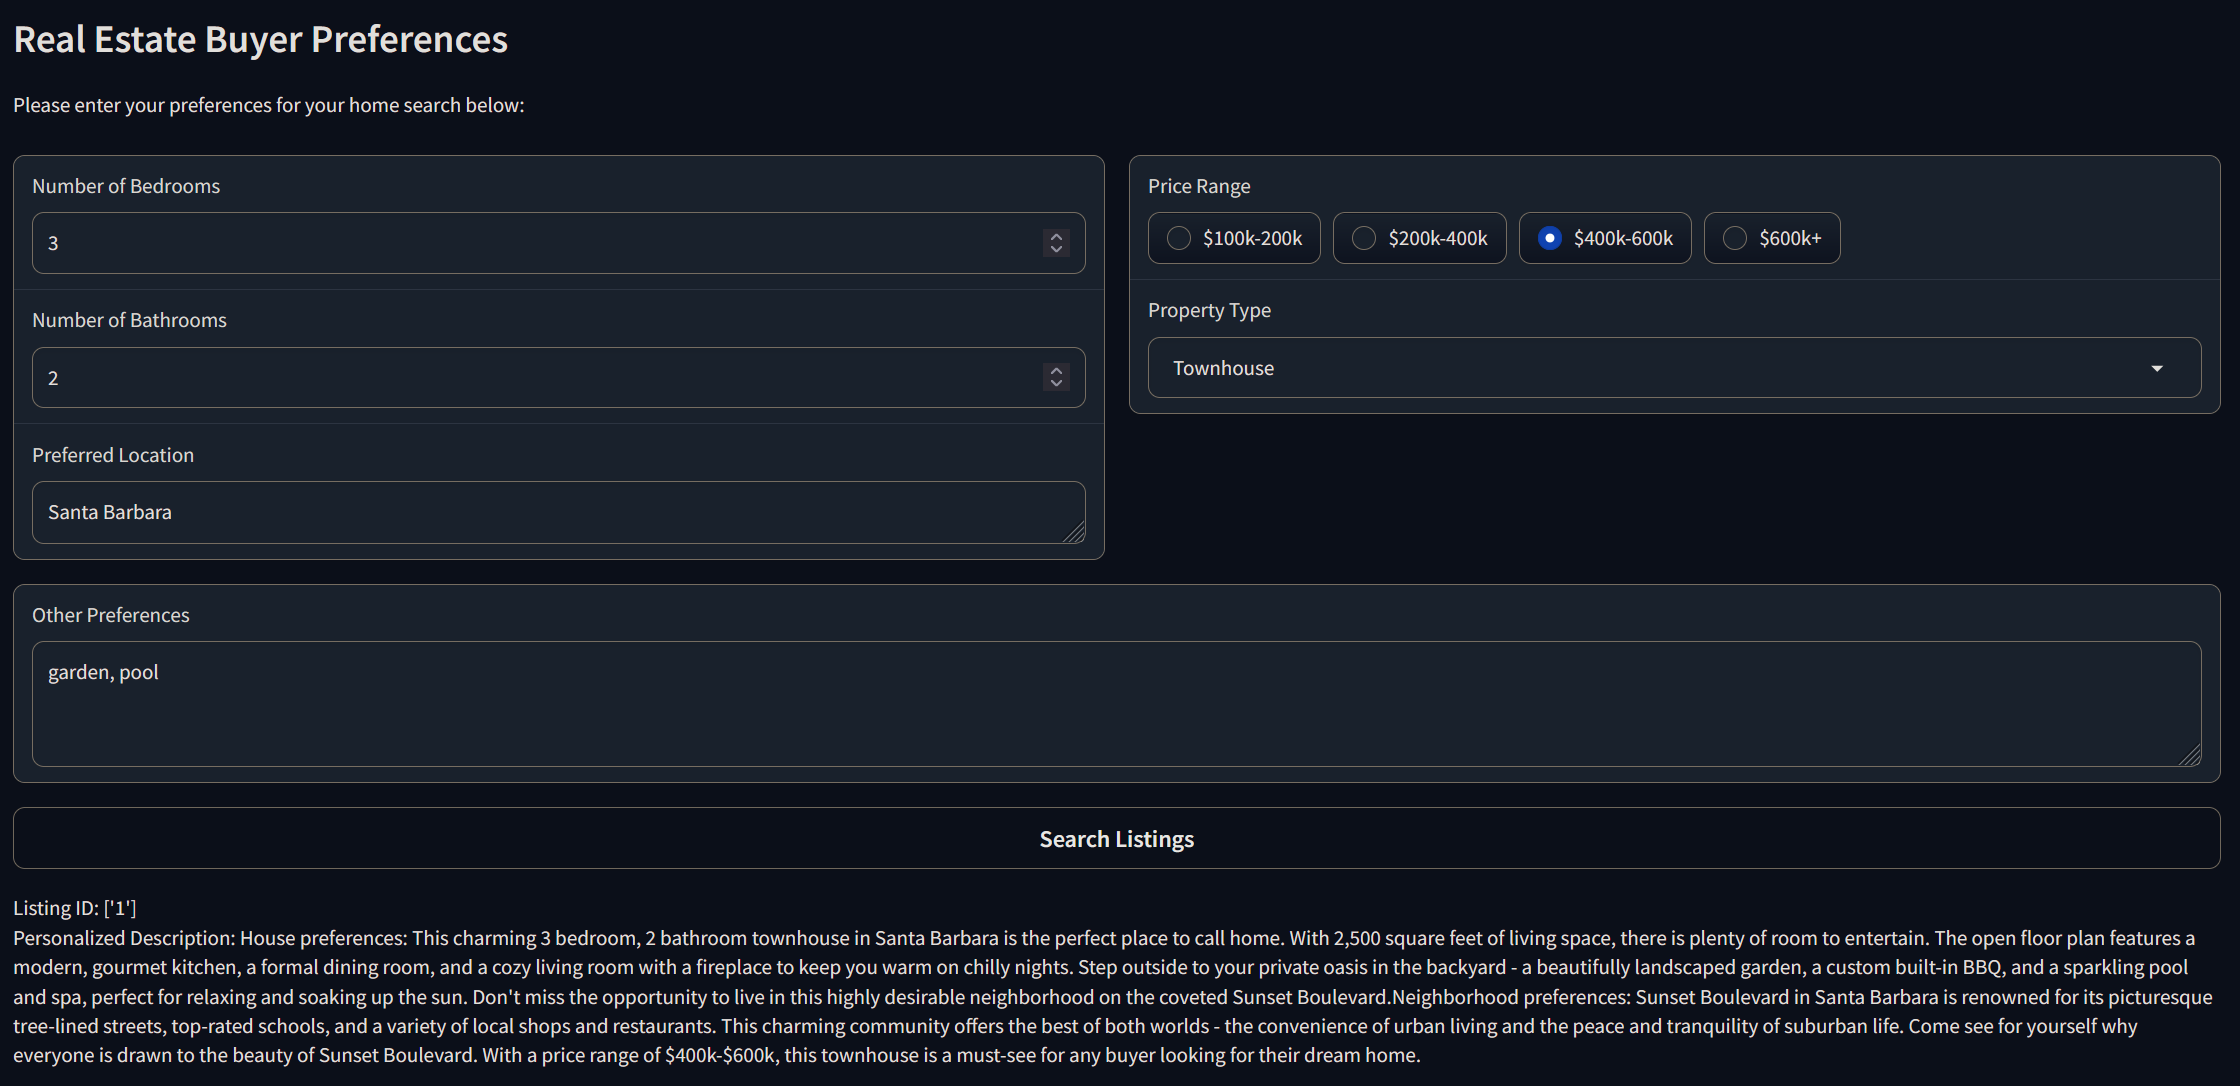 Real Estate Buyer Preferences
Please enter your preferences for your home search below:
Number of Bedrooms
3
Number of Bathrooms
2
Preferred Location
Santa Barbara
Price Range
$100k-200k
$200k-400k
$400k-600k
$600k+
Property Type
Townhouse
Other Preferences
garden, pool
Search Listings
Listing ID: ['1']
Personalized Description: House preferences: This charming 3 bedroom, 2 bathroom townhouse in Santa Barbara is the perfect place to call home. With 2,500 square feet of living space, there is plenty of room to entertain. The open floor plan features a
modern, gourmet kitchen, a formal dining room, and a cozy living room with a fireplace to keep you warm on chilly nights. Step outside to your private oasis in the backyard - a beautifully landscaped garden, a custom built-in BBQ, and a sparkling pool
and spa, perfect for relaxing and soaking up the sun. Don't miss the opportunity to live in this highly desirable neighborhood on the coveted Sunset Boulevard.Neighborhood preferences: Sunset Boulevard in Santa Barbara is renowned for its picturesque
tree-lined streets, top-rated schools, and a variety of local shops and restaurants. This charming community offers the best of both worlds - the convenience of urban living and the peace and tranquility of suburban life. Come see for yourself why
everyone is drawn to the beauty of Sunset Boulevard. With a price range of $400k-$600k, this townhouse is a must-see for any buyer looking for their dream home.